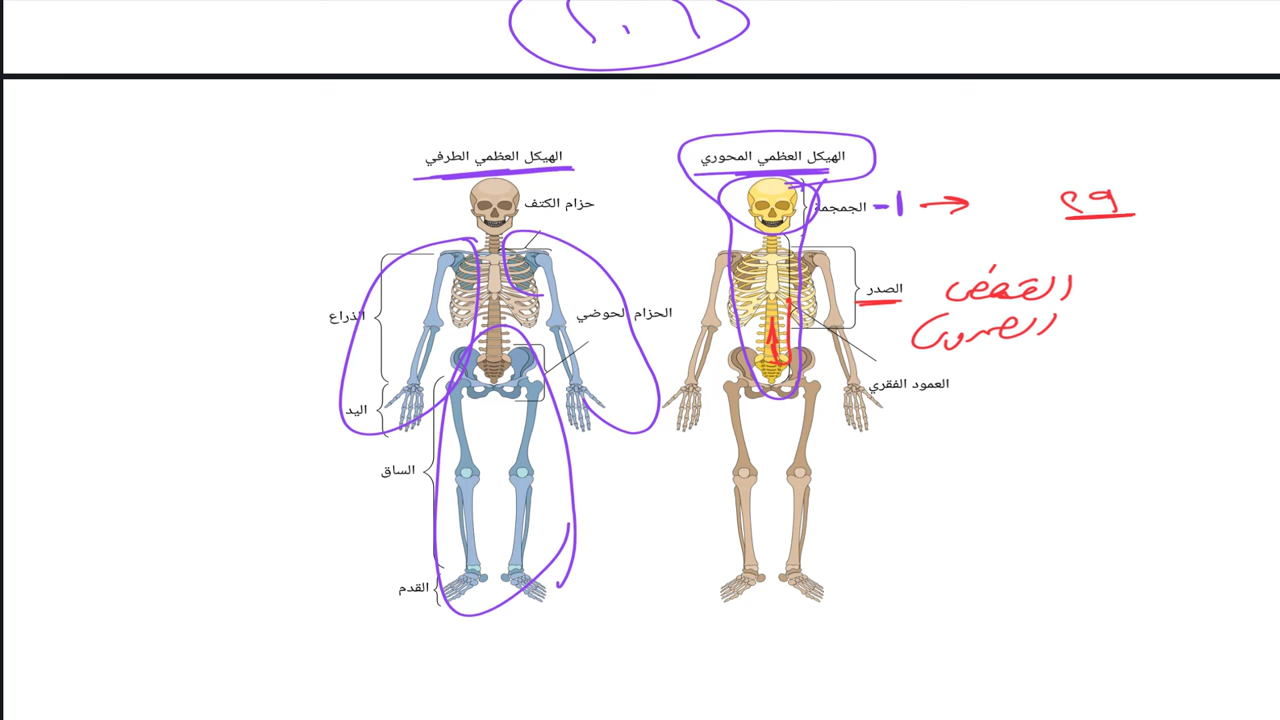 الهيكل العظمي المحوري
الهيكل العظمي الطرفي
الجمجمة -1 → ٢٩
حزام الكتف
الصدر
القفص
الصدري
الذراع
الحزام الحوضي
العمود الفقري
اليد
الساق
القدم